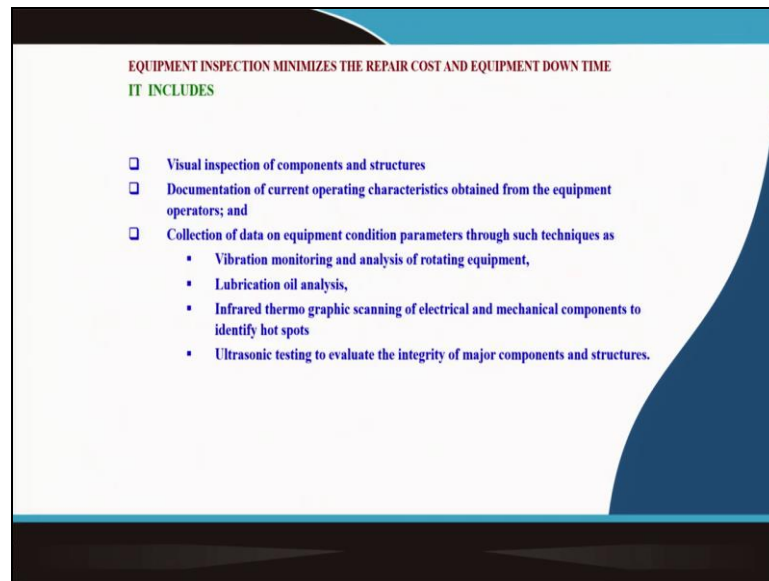 EQUIPMENT INSPECTION MINIMIZES THE REPAIR COST AND EQUIPMENT DOWN TIME
IT INCLUDES
❑ Visual inspection of components and structures
❑ Documentation of current operating characteristics obtained from the equipment
operators; and
❑ Collection of data on equipment condition parameters through such techniques as
▪ Vibration monitoring and analysis of rotating equipment,
▪ Lubrication oil analysis,
▪ Infrared thermo graphic scanning of electrical and mechanical components to
identify hot spots
▪ Ultrasonic testing to evaluate the integrity of major components and structures.